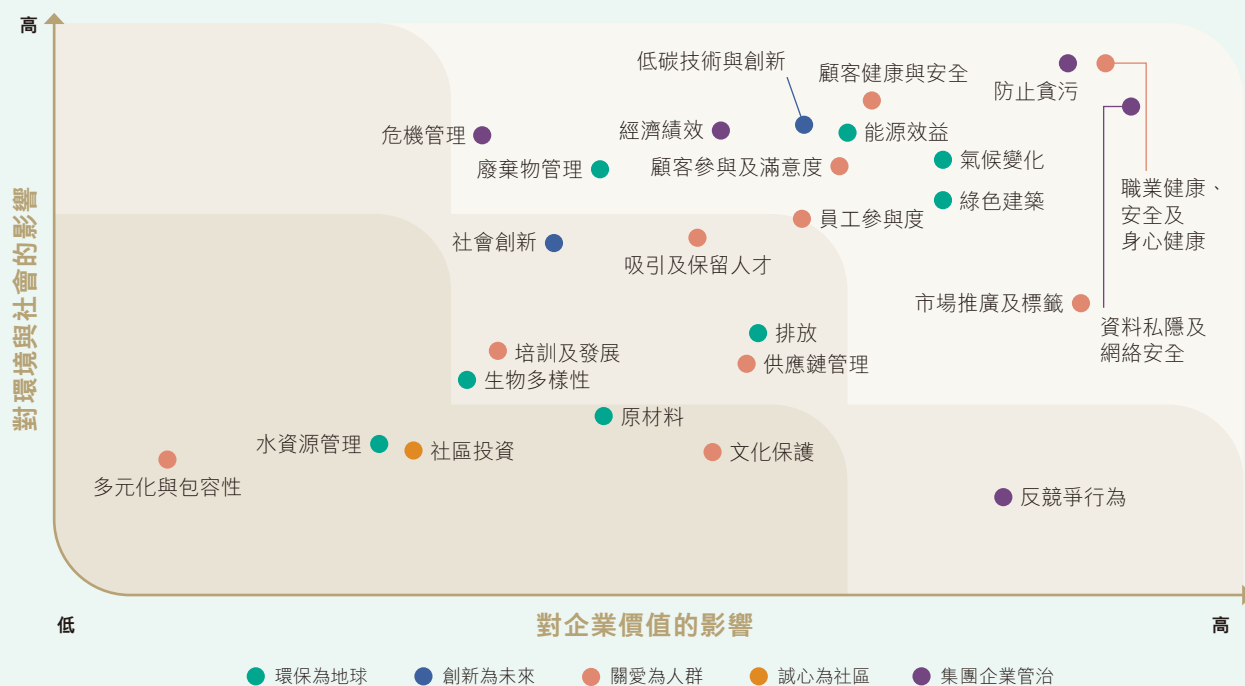 高
低碳技術與創新
顧客健康與安全
防止貪污
危機管理
經濟績效
能源效益
廢棄物管理
顧客參與及滿意度
氣候變化
職業健康、
安全及
身心健康
綠色建築
員工參與度
社會創新
吸引及保留人才
市場推廣及標籤
資料私隱及
網絡安全
排放
培訓及發展
供應鏈管理
生物多樣性
原材料
水資源管理
社區投資
文化保護
多元化與包容性
反競爭行為
對環境與社會的影響
低
對企業價值的影響
高
環保為地球
創新為未來
關愛為人群
誠心為社區
集團企業管治